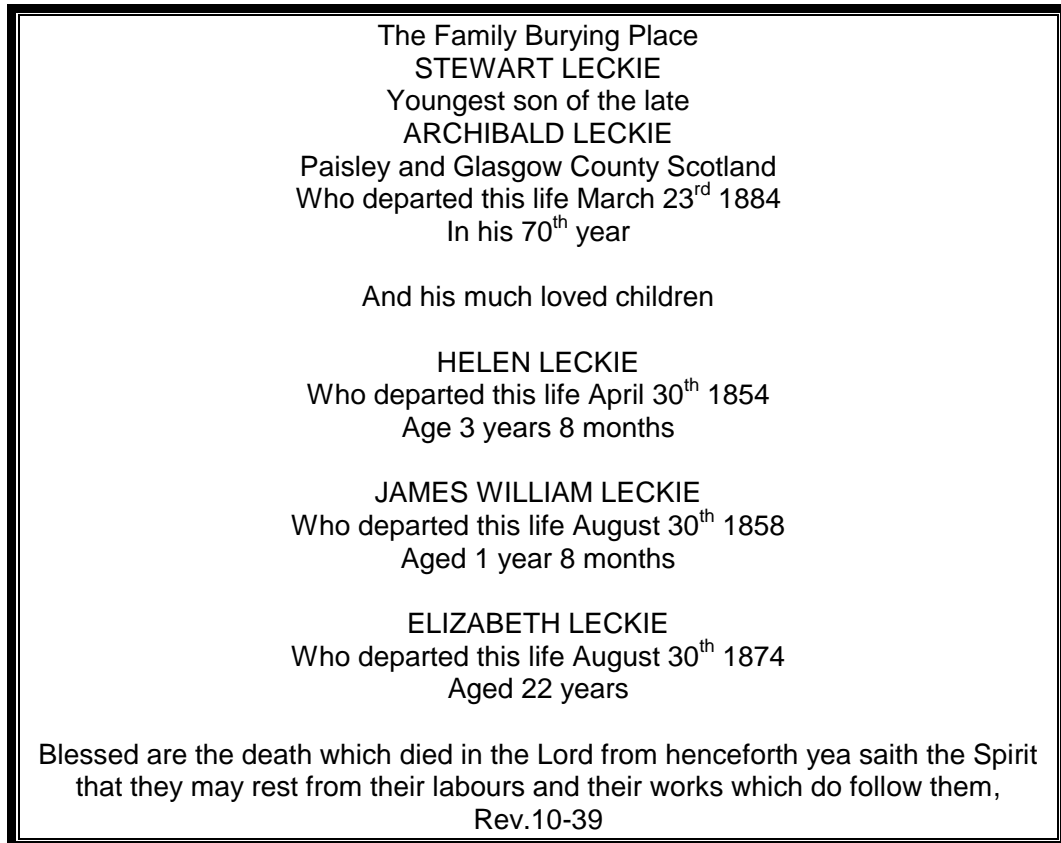 The Family Burying Place
STEWART LECKIE
Youngest son of the late
ARCHIBALD LECKIE
Paisley and Glasgow County Scotland
Who departed this life March 23rd 1884
In his 70th year
And his much loved children
HELEN LECKIE
Who departed this life April 30th 1854
Age 3 years 8 months
JAMES WILLIAM LECKIE
Who departed this life August 30th 1858
Aged 1 year 8 months
ELIZABETH LECKIE
Who departed this life August 30th 1874
Aged 22 years
Blessed are the death which died in the Lord from henceforth yea saith the Spirit
that they may rest from their labours and their works which do follow them,
Rev.10-39